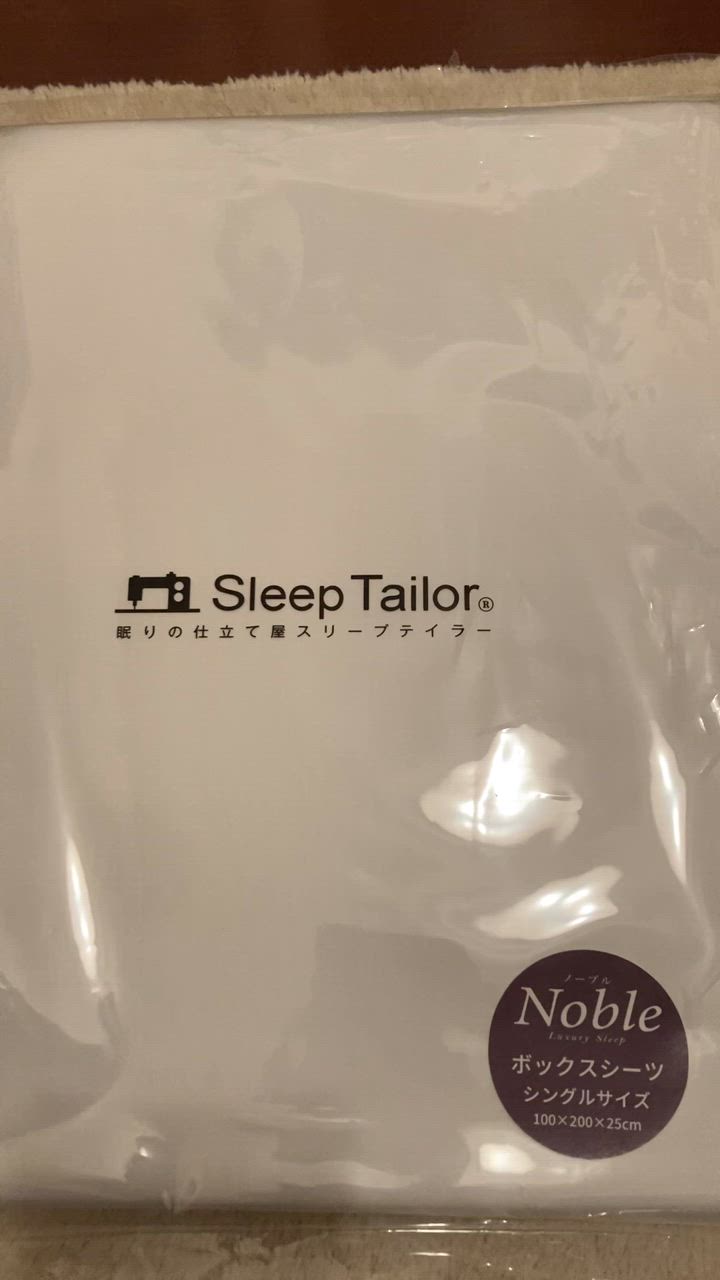 Sleep Tailor®
眠りの仕立て屋スリープテイラー
ノーブル
Noble
Luxury Sleep
ボックスシーツ
シングルサイズ
100×200×25cm